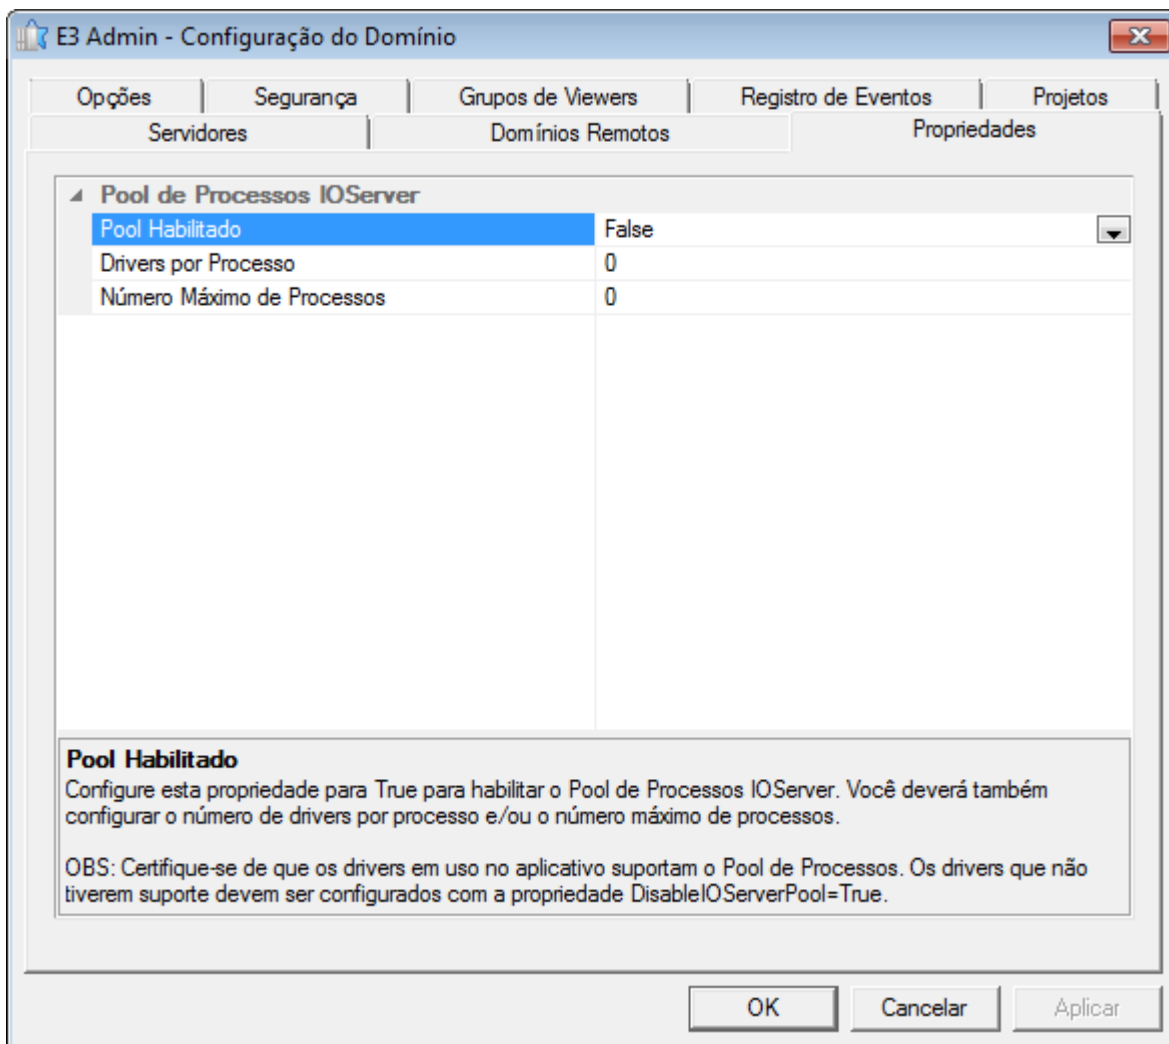 E3 Admin - Configuração do Domínio
Opções Segurança Grupos de Viewers Registro de Eventos Projetos
Servidores Domínios Remotos Propriedades
Pool de Processos IOServer
Pool Habilitado False
Drivers por Processo 0
Número Máximo de Processos 0
Pool Habilitado
Configure esta propriedade para True para habilitar o Pool de Processos IOServer. Você deverá também
configurar o número de drivers por processo e/ou o número máximo de processos.
OBS: Certifique-se de que os drivers em uso no aplicativo suportam o Pool de Processos. Os drivers que não
tiverem suporte devem ser configurados com a propriedade DisableIOServerPool=True.
OK Cancelar Aplicar